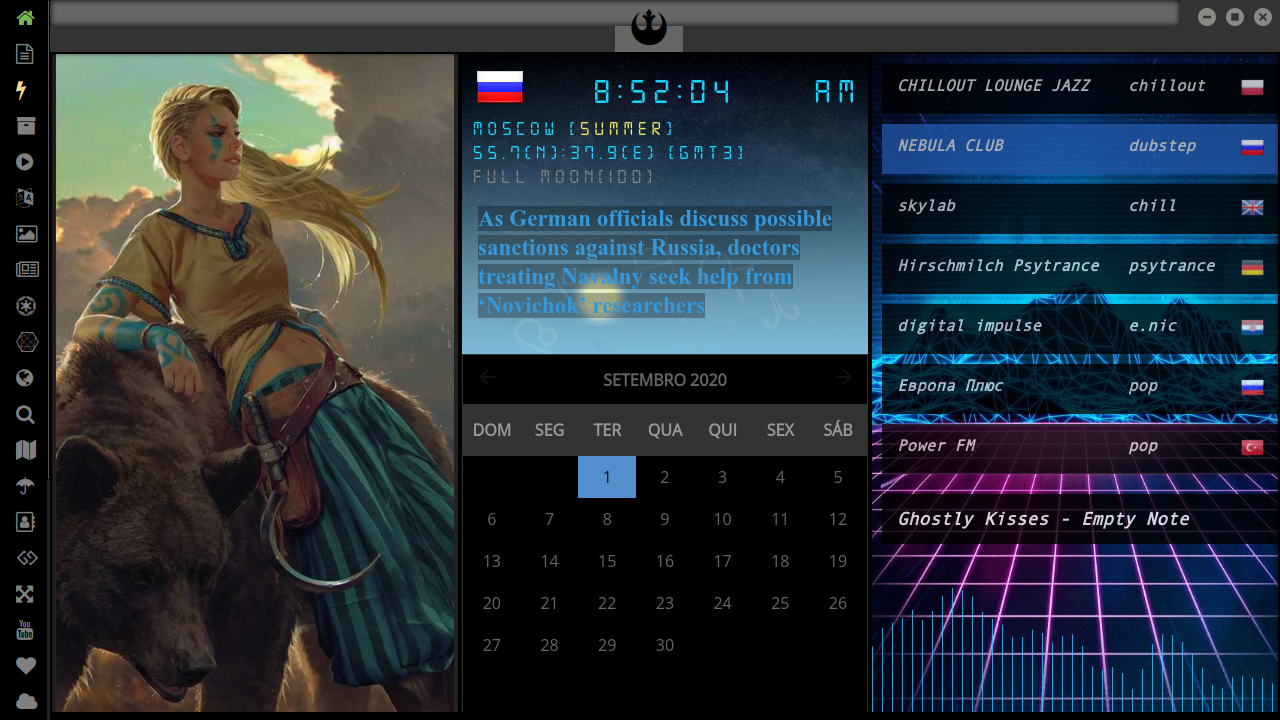 8:52:04 AM
MOSCOW (SUMMER)
55.7(N):37.9(E) (GMT3)
FULL MOON(100)
As German officials discuss possible
sanctions against Russia, doctors
treating Navalny seek help from
‘Novichok’ researchers
SETEMBRO 2020
DOM SEG TER QUA QUI SEX SÁB
1 2 3 4 5
6 7 8 9 10 11 12
13 14 15 16 17 18 19
20 21 22 23 24 25 26
27 28 29 30
CHILLOUT LOUNGE JAZZ chillout
NEBULA CLUB dubstep
skylab chill
Hirschmilch Psytrance psytrance
digital impulse e.nic
Европа Плюс pop
Power FM pop
Ghostly Kisses - Empty Note
You
Tube